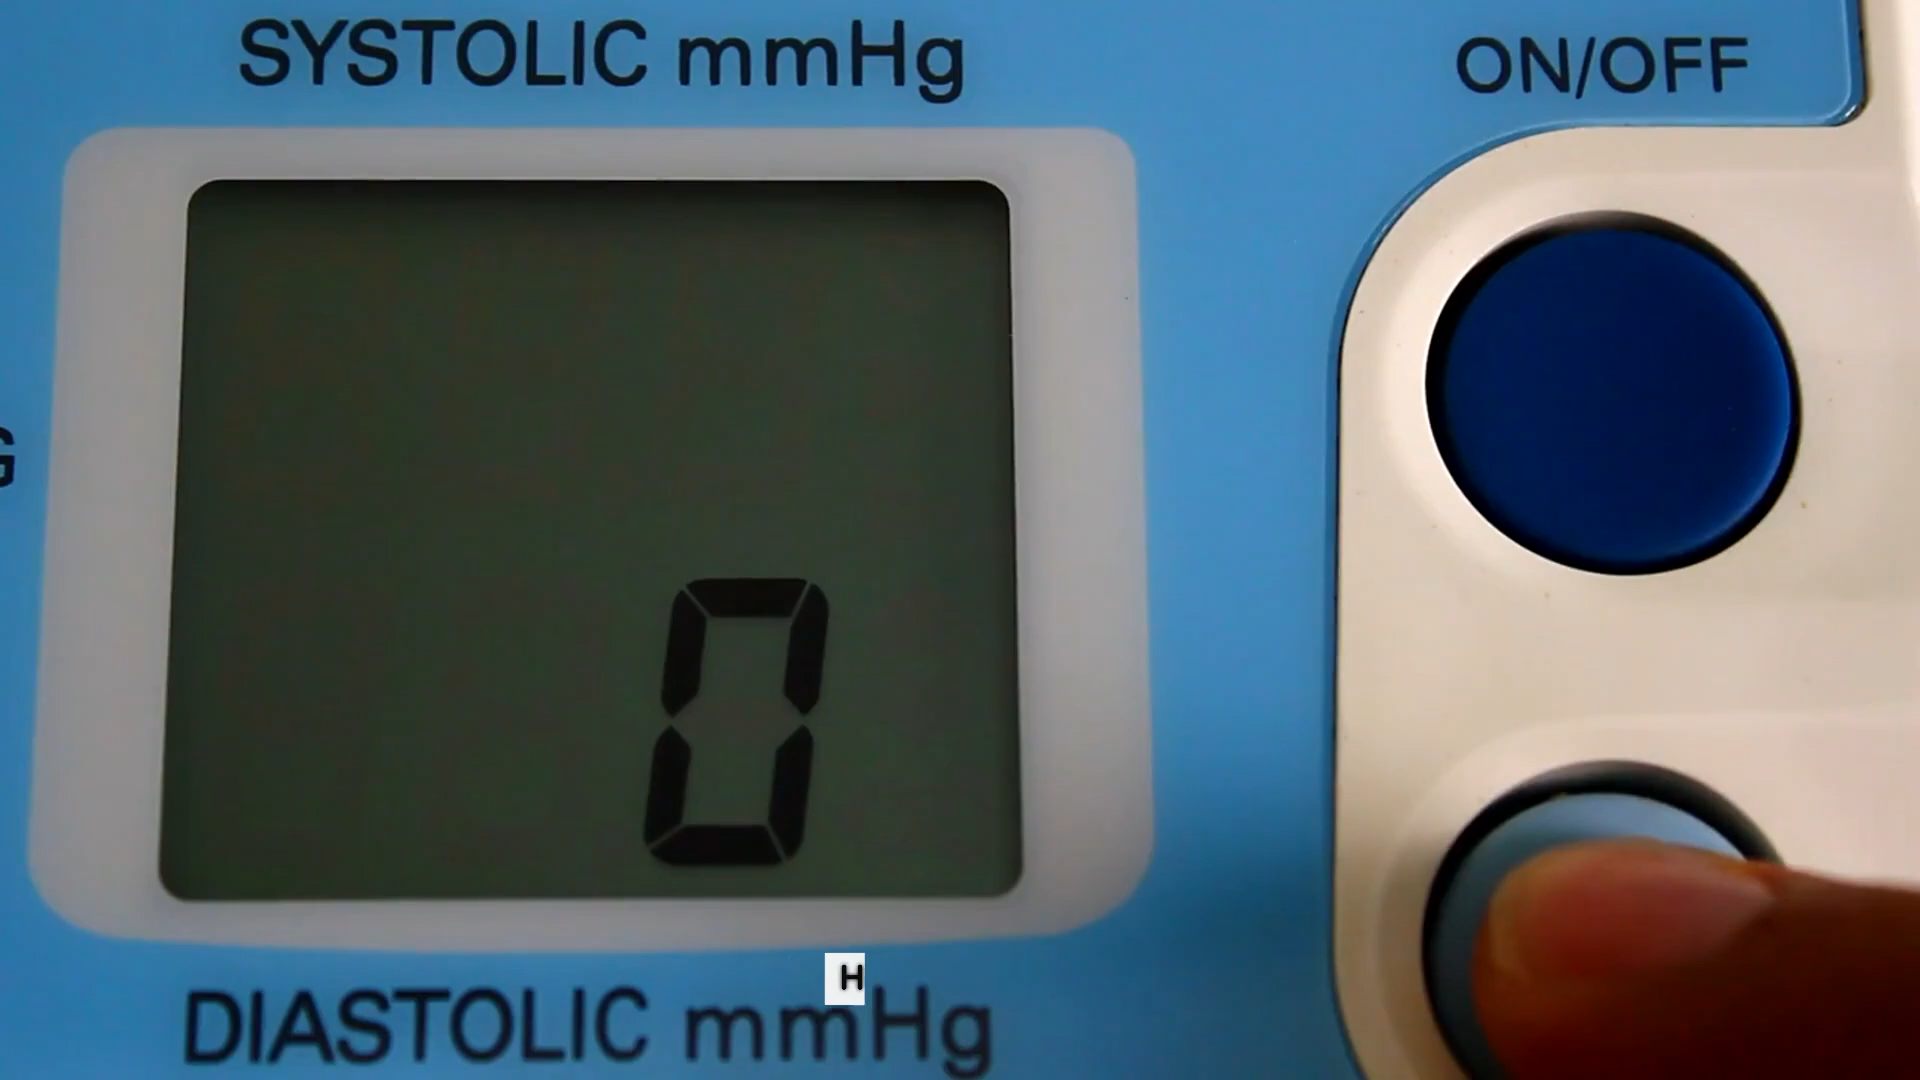 SYSTOLIC mmHg
ON/OFF
G
0
H
DIASTOLIC mmHg